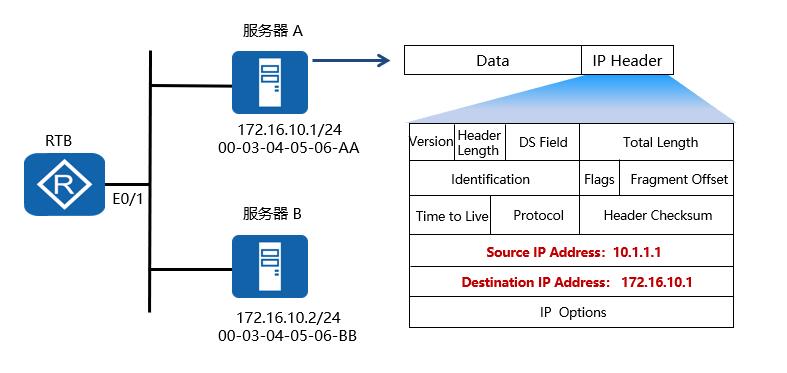 服务器 A
Data
IP Header
172.16.10.1/24
00-03-04-05-06-AA
RTB
R
E0/1
服务器 B
172.16.10.2/24
00-03-04-05-06-BB
Version
Header
Length
DS Field
Total Length
Identification
Flags
Fragment Offset
Time to Live
Protocol
Header Checksum
Source IP Address：10.1.1.1
Destination IP Address： 172.16.10.1
IP Options